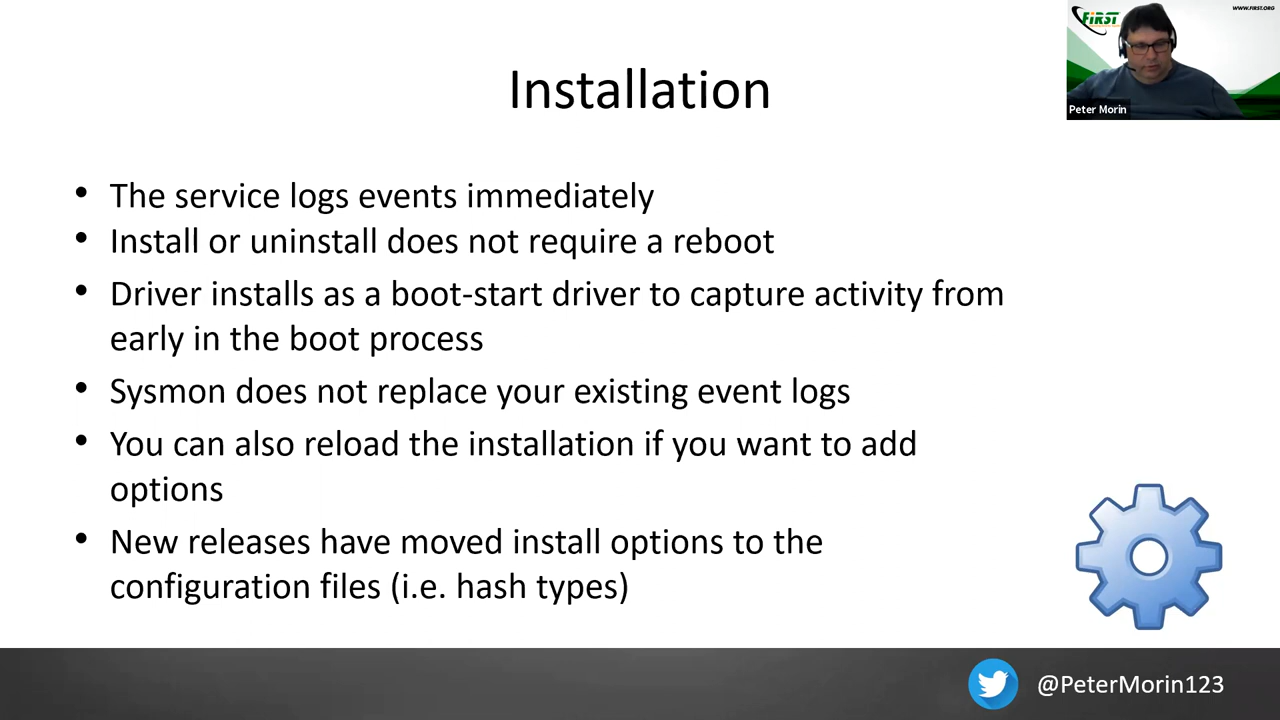 FIRST
WWW.FIRST.ORG
Peter Morin
Installation
• The service logs events immediately
• Install or uninstall does not require a reboot
• Driver installs as a boot-start driver to capture activity from
early in the boot process
• Sysmon does not replace your existing event logs
• You can also reload the installation if you want to add
options
• New releases have moved install options to the
configuration files (i.e. hash types)
@PeterMorin123